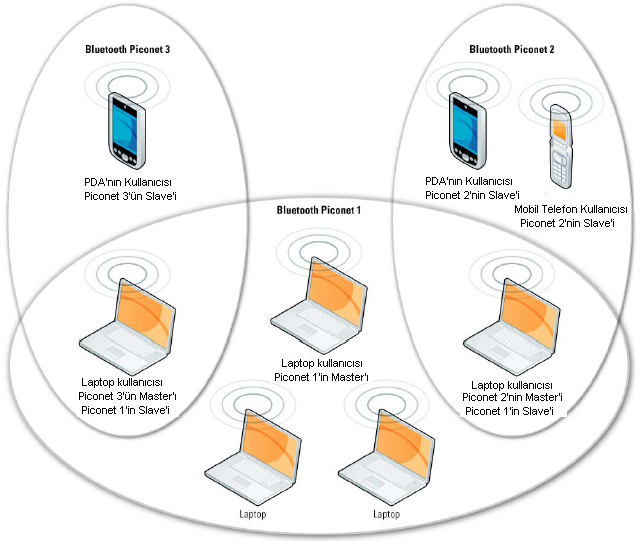 Bluetooth Piconet 3
PDA'nın Kullanıcısı
Piconet 3'ün Slave'i
Bluetooth Piconet 2
PDA'nın Kullanıcısı
Piconet 2'nin Slave'i
Mobil Telefon Kullanıcısı
Piconet 2'nin Slave'i
Bluetooth Piconet 1
Laptop kullanıcısı
Piconet 3'ün Master'ı
Piconet 1'in Slave'i
Laptop kullanıcısı
Piconet 1'in Master'ı
Laptop kullanıcısı
Piconet 2'nin Master'i
Piconet 1'in Slave'i
Laptop
Laptop